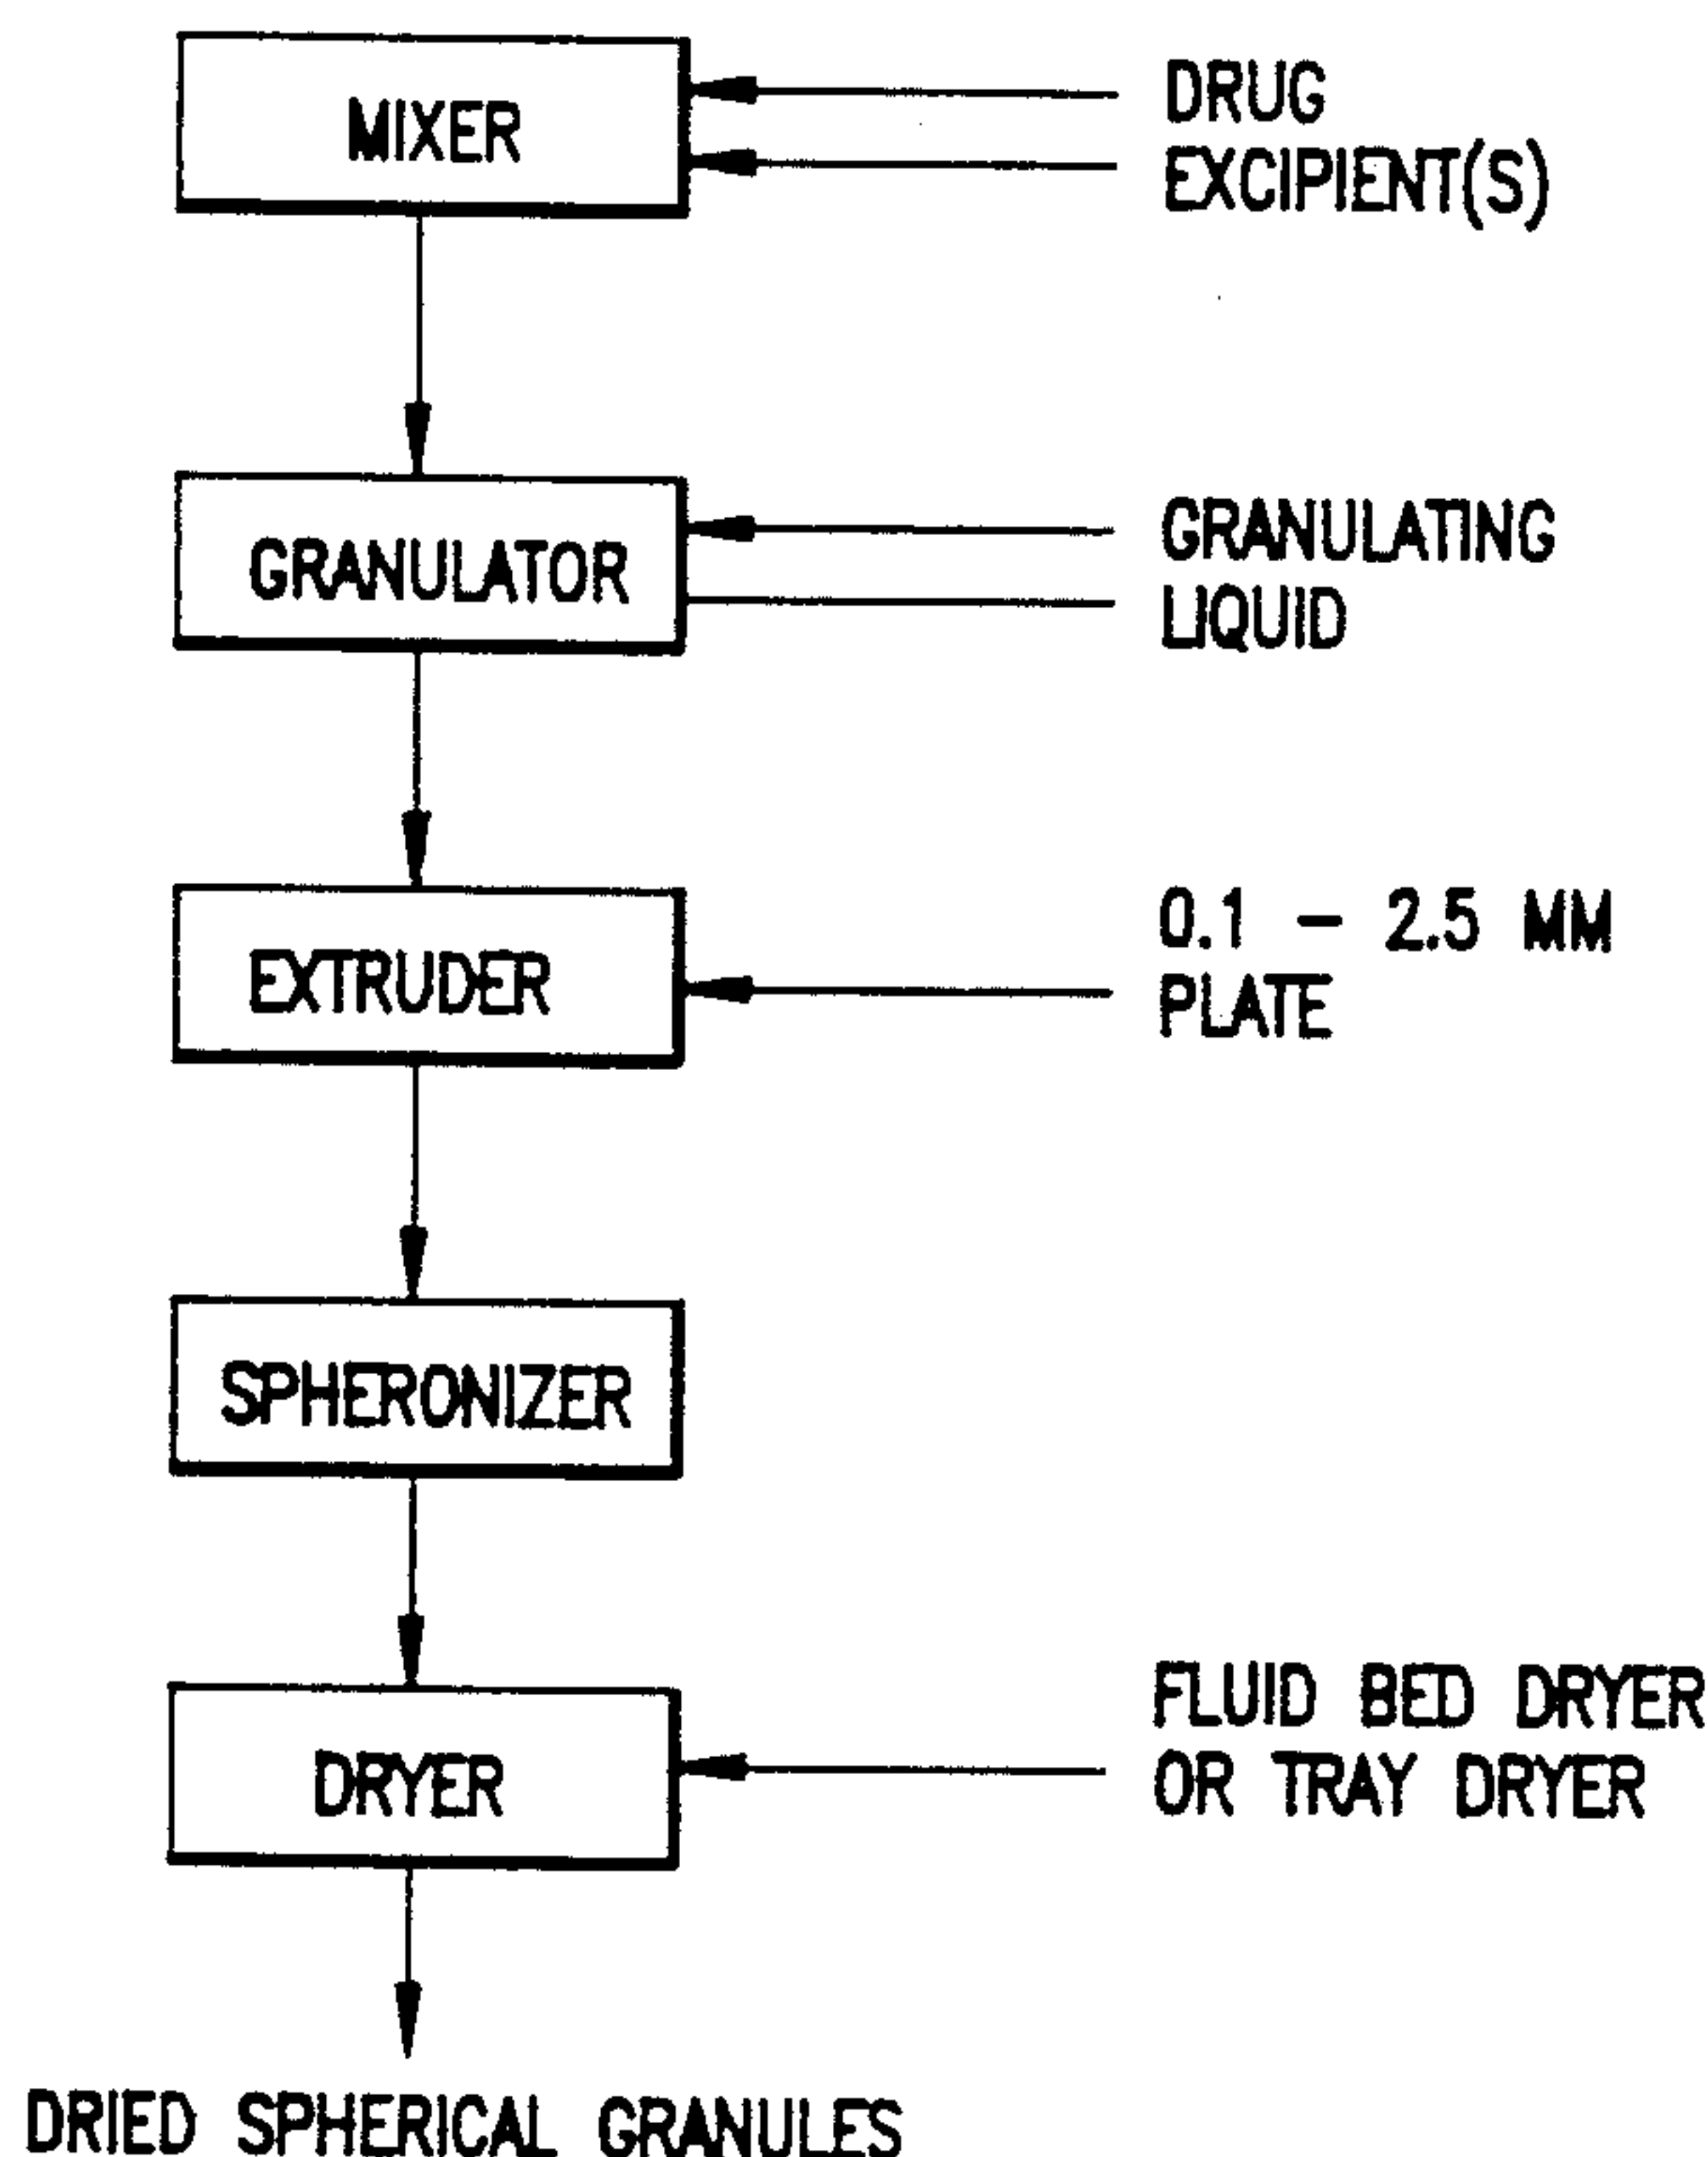 MIXER
DRUG
EXCIPIENT(S)
GRANULATOR
GRANULATING
LIQUID
EXTRUDER
0.1 - 2.5 MM
PLATE
SPHERONIZER
DRYER
FLUID BED DRYER
OR TRAY DRYER
DRIED SPHERICAL GRANULES